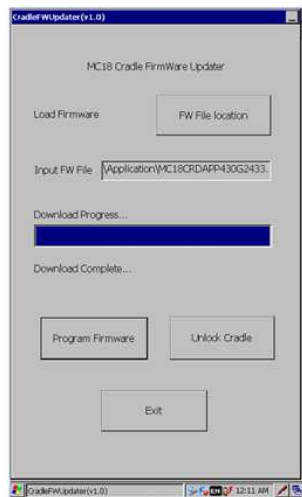 CradleFWUpdater(v1.0)
MC18 Cradle FirmWare Updater
Load Firmware
FW File location
Input FW File
\Application\MC18CRDAPP430G2433.
Download Progress...
Download Complete...
Program Firmware
Unlock Cradle
Exit
CradleFWUpdater(v1.0)
EN
12:11 AM